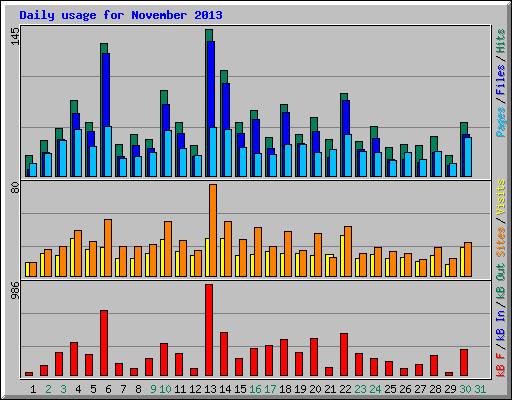 Daily usage for November 2013
145
80
986
Pages / Files / Hits
Sites / Visits
kB F / kB In / kB Out
1 2 3 4 5 6 7 8 9 10 11 12 13 14 15 16 17 18 19 20 21 22 23 24 25 26 27 28 29 30 31